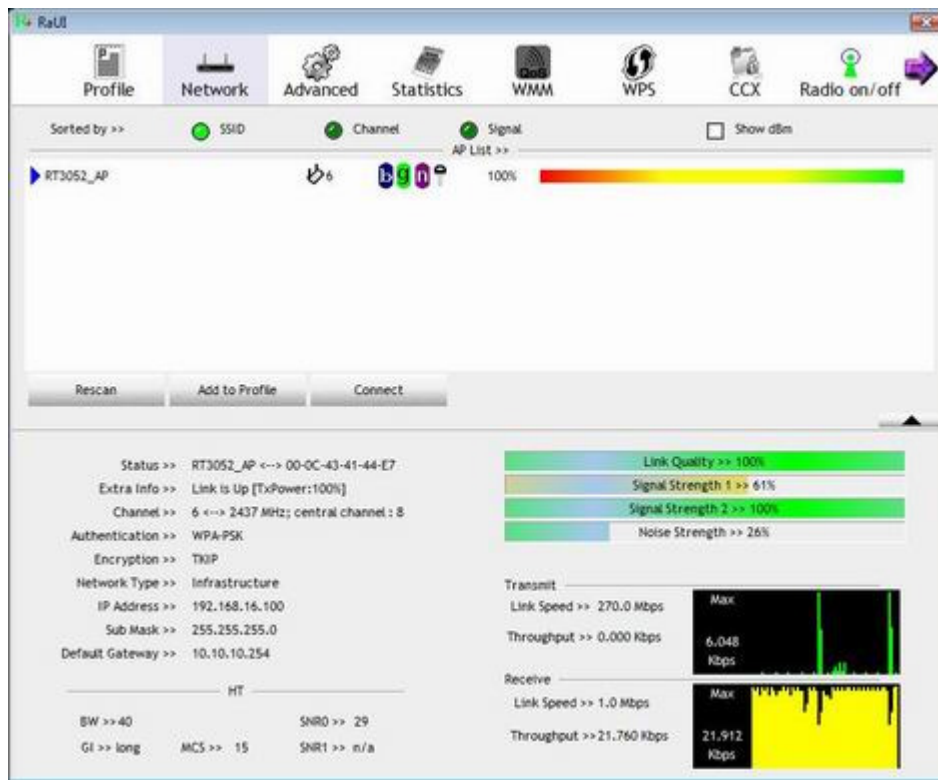 RaUI
Profile Network Advanced Statistics QoS WMM WPS CCX Radio on/off
Sorted by >> SSID Channel Signal Show dBm
AP List >>
RT3052_AP 6 b g n 100%
Rescan Add to Profile Connect
Status >> RT3052_AP <--> 00-0C-43-41-44-E7
Extra Info >> Link is Up [TxPower:100%]
Channel >> 6 <--> 2437 MHz; central channel : 8
Authentication >> WPA-PSK
Encryption >> TKIP
Network Type >> Infrastructure
IP Address >> 192.168.16.100
Sub Mask >> 255.255.255.0
Default Gateway >> 10.10.10.254
HT
BW >> 40 SNR0 >> 29
GI >> long MCS >> 15 SNR1 >> n/a
Link Quality >> 100%
Signal Strength 1 >> 61%
Signal Strength 2 >> 100%
Noise Strength >> 26%
Transmit
Link Speed >> 270.0 Mbps
Throughput >> 0.000 Kbps
Max
6.048
Kbps
Receive
Link Speed >> 1.0 Mbps
Throughput >> 21.760 Kbps
Max
21.912
Kbps